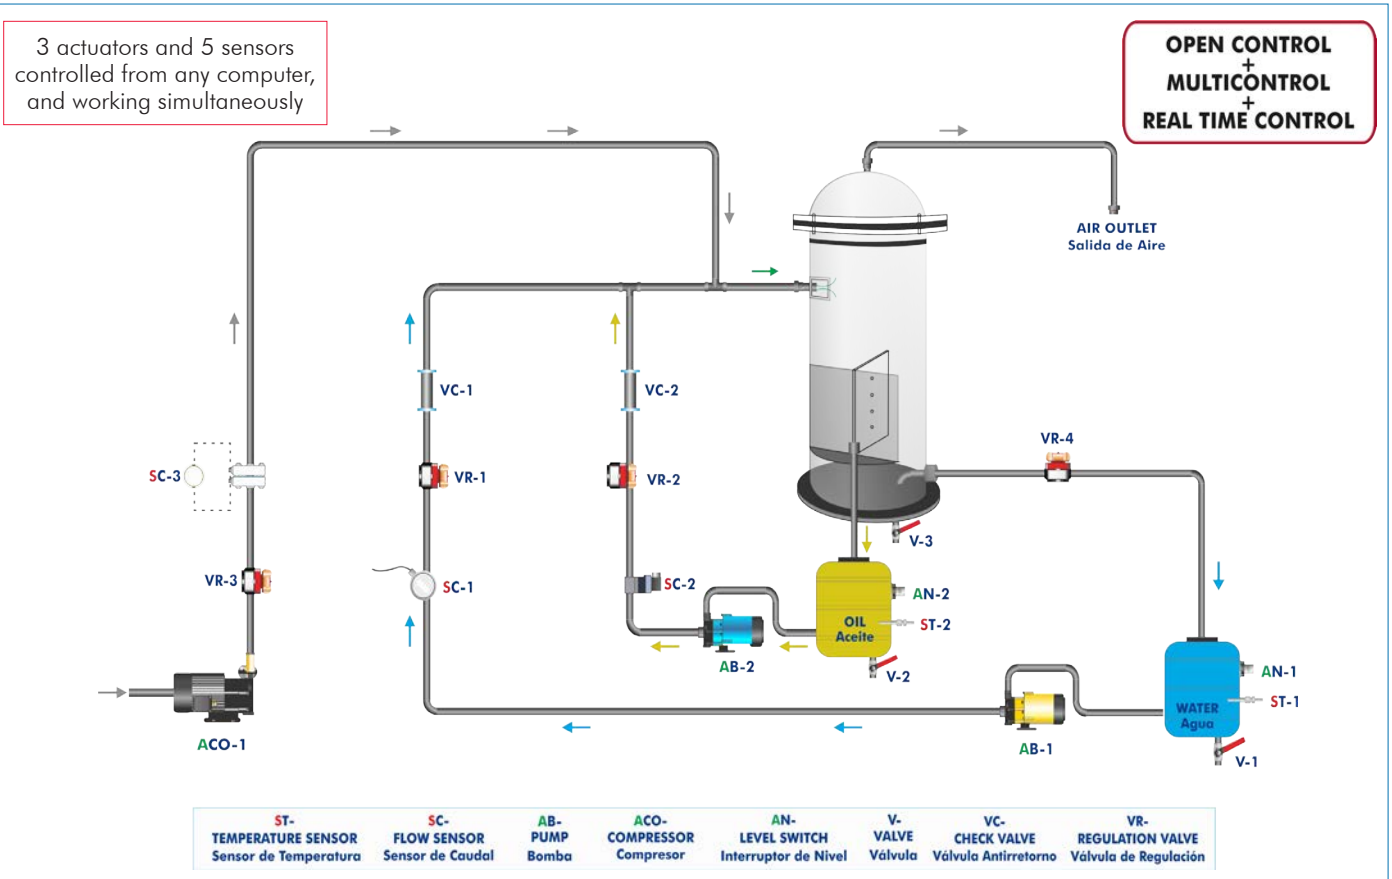 3 actuators and 5 sensors
controlled from any computer,
and working simultaneously
OPEN CONTROL
+
MULTICONTROL
+
REAL TIME CONTROL
AIR OUTLET
Salida de Aire
VC-1
VC-2
VR-4
SC-3
VR-1
VR-2
V-3
VR-3
SC-1
SC-2
AN-2
OIL
Aceite
ST-2
AB-2
V-2
AN-1
ST-1
WATER
Agua
ACO-1
AB-1
V-1
ST-
TEMPERATURE SENSOR
Sensor de Temperatura
SC-
FLOW SENSOR
Sensor de Caudal
AB-
PUMP
Bomba
ACO-
COMPRESSOR
Compresor
AN-
LEVEL SWITCH
Interruptor de Nivel
V-
VALVE
Válvula
VC-
CHECK VALVE
Válvula Antirretorno
VR-
REGULATION VALVE
Válvula de Regulación